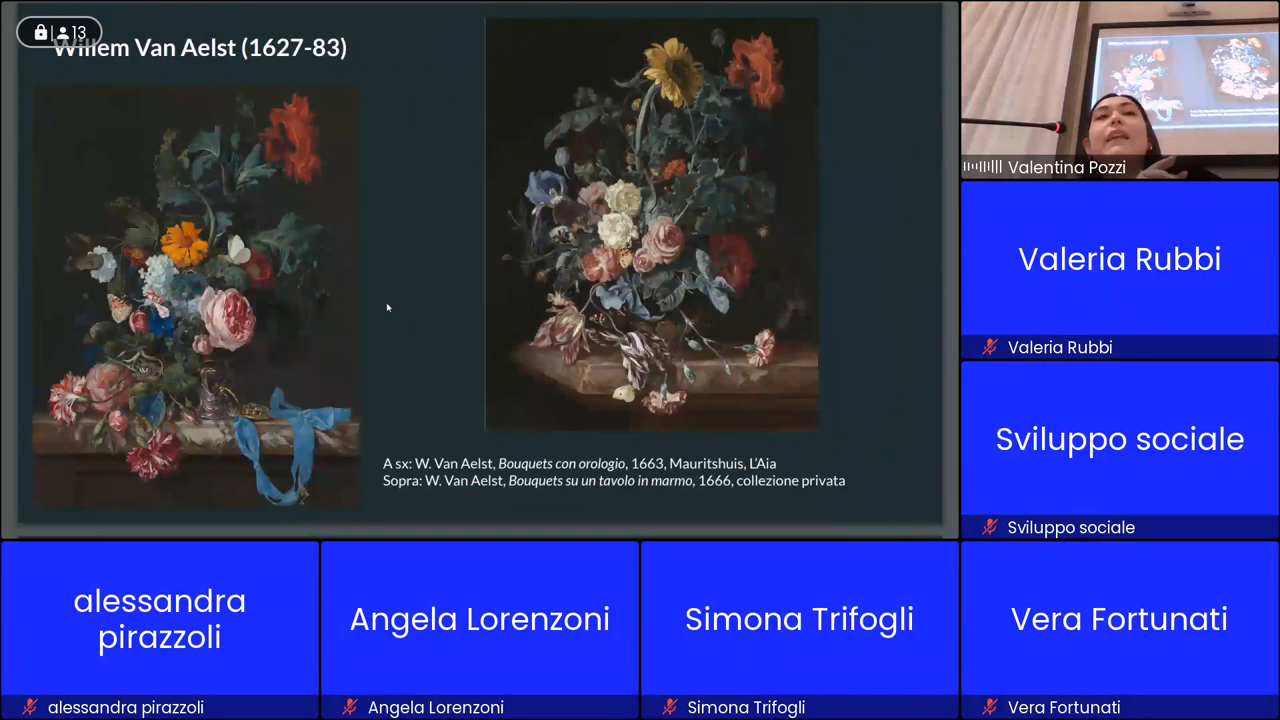 13
Willem Van Aelst (1627-83)
A sx: W. Van Aelst, Bouquets con orologio, 1663, Mauritshuis, L'Aia
Sopra: W. Van Aelst, Bouquets su un tavolo in marmo, 1666, collezione privata
Valentina Pozzi
Valeria Rubbi
Valeria Rubbi
Sviluppo sociale
Sviluppo sociale
alessandra
pirazzoli
alessandra pirazzoli
Angela Lorenzoni
Angela Lorenzoni
Simona Trifogli
Simona Trifogli
Vera Fortunati
Vera Fortunati